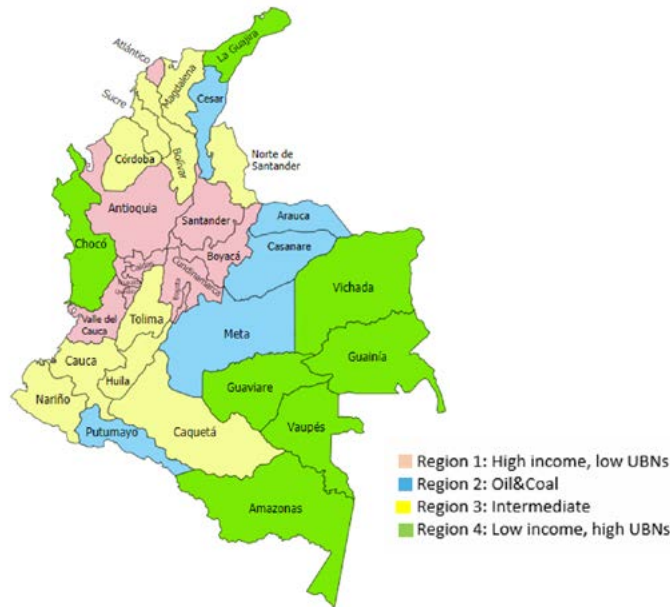 La Guajira
Atlántico
Magdalena
Cesar
Sucre
Norte de
Santander
Córdoba
Bolívar
Antioquia
Santander
Arauca
Chocó
Boyacá
Casanare
Caldas
Cundinamarca
Vichada
Bogotá
Valle del
Cauca
Tolima
Meta
Guainía
Cauca
Huila
Guaviare
Nariño
Vaupés
Putumayo
Caquetá
Amazonas
Region 1: High income, low UBNs
Region 2: Oil&Coal
Region 3: Intermediate
Region 4: Low income, high UBNs